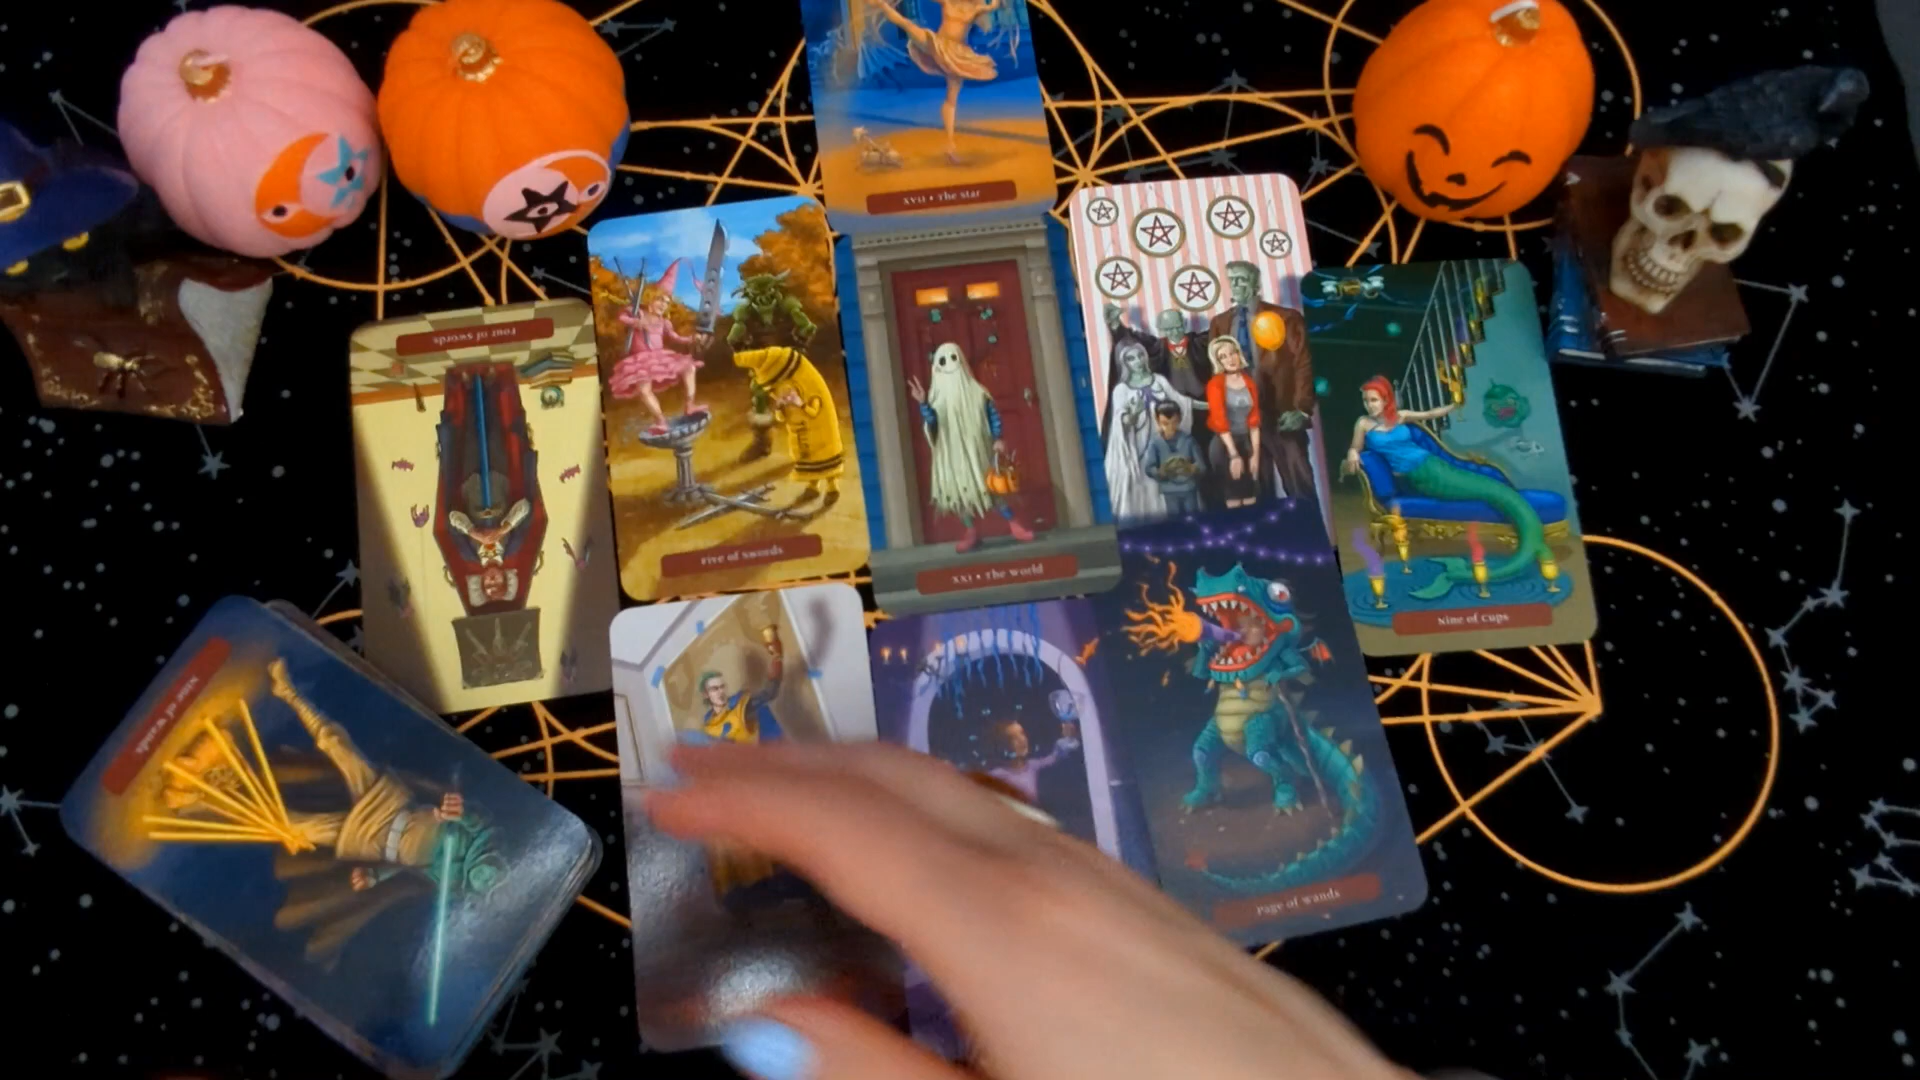 XVII • The Star
Four of Swords
Five of Swords
XXI • The World
Nine of Cups
Nine of Wands
Page of Wands